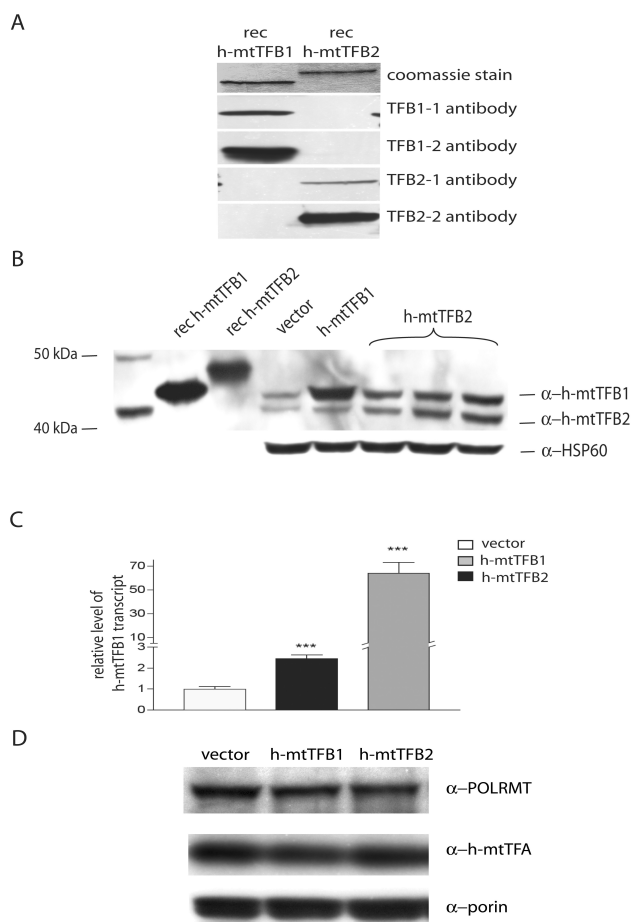 A
rec
h-mtTFB1
rec
h-mtTFB2
coomassie stain
TFB1-1 antibody
TFB1-2 antibody
TFB2-1 antibody
TFB2-2 antibody
B
rec h-mtTFB1
rec h-mtTFB2
vector
h-mtTFB1
h-mtTFB2
50 kDa
40 kDa
α-h-mtTFB1
α-h-mtTFB2
α-HSP60
C
relative level of
h-mtTFB1 transcript
70
50
30
10
3
2
1
0
***
***
vector
h-mtTFB1
h-mtTFB2
D
vector
h-mtTFB1
h-mtTFB2
α-POLRMT
α-h-mtTFA
α-porin